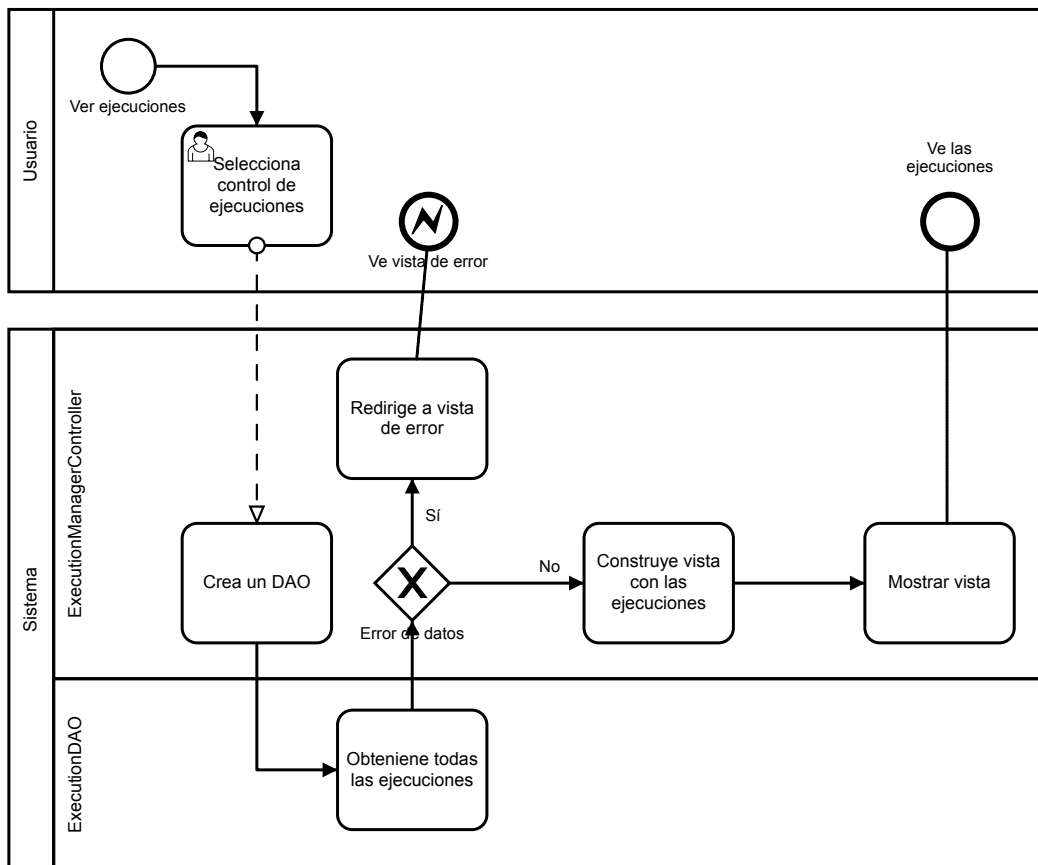 Usuario
Ver ejecuciones
Selecciona
control de
ejecuciones
Ve vista de error
Ve las
ejecuciones
Sistema
ExecutionManagerController
Redirige a vista
de error
Sí
Crea un DAO
Error de datos
No
Construye vista
con las
ejecuciones
Mostrar vista
ExecutionDAO
Obteniene todas
las ejecuciones